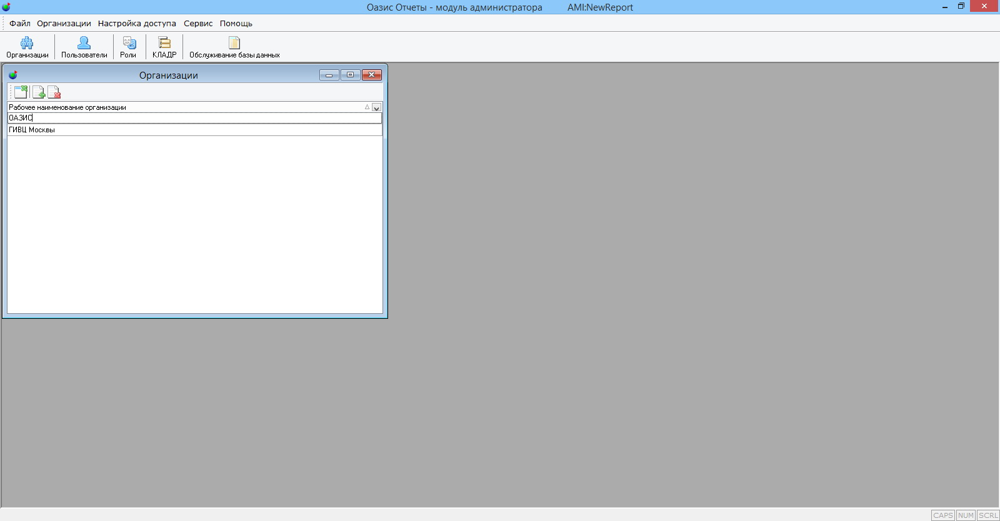 Оазис Отчеты - модуль администратора AMI:NewReport
Файл Организации Настройка доступа Сервис Помощь
Организации Пользователи Роли КЛАДР Обслуживание базы данных
Организации
Рабочее наименование организации
ОАЗИС
ГИВЦ Москвы
CAPS NUM SCRL